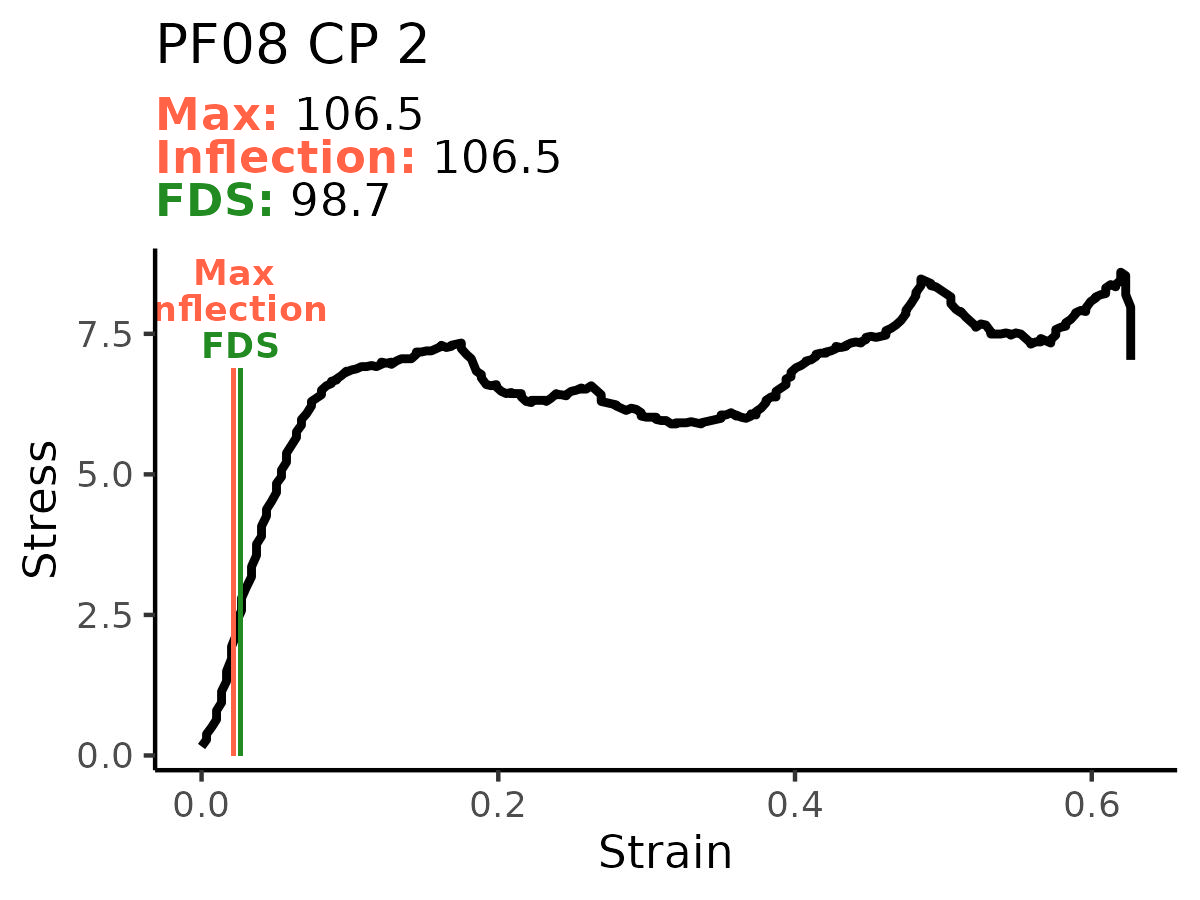 PF08 CP 2
Max: 106.5
Inflection: 106.5
FDS: 98.7
Max
nflection
FDS
7.5
5.0
2.5
0.0
Stress
0.0 0.2 0.4 0.6
Strain